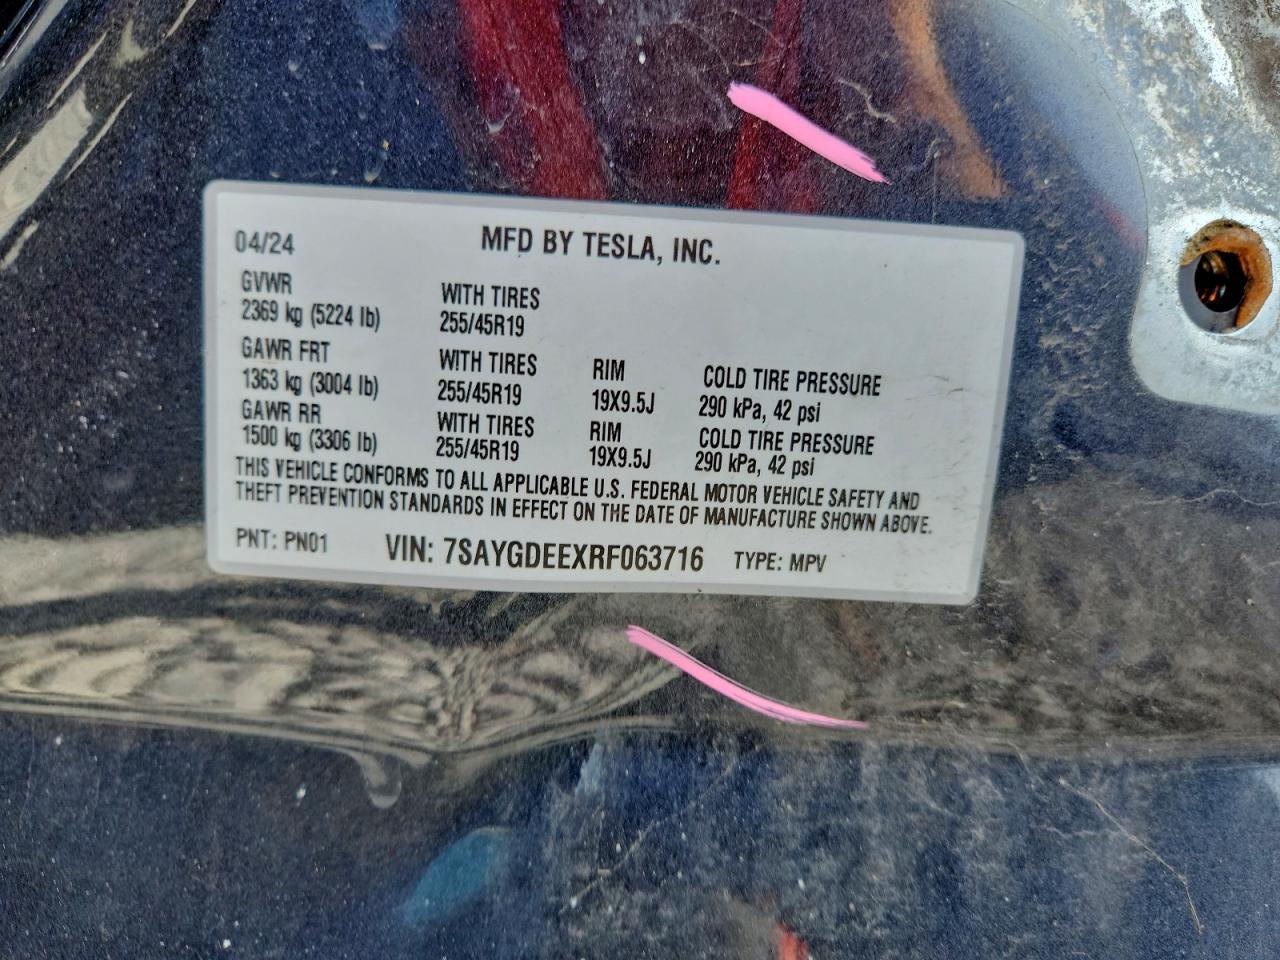 04/24 MFD BY TESLA, INC.
GVWR WITH TIRES
2369 kg (5224 lb) 255/45R19
GAWR FRT WITH TIRES RIM COLD TIRE PRESSURE
1363 kg (3004 lb) 255/45R19 19X9.5J 290 kPa, 42 psi
GAWR RR WITH TIRES RIM COLD TIRE PRESSURE
1500 kg (3306 lb) 255/45R19 19X9.5J 290 kPa, 42 psi
THIS VEHICLE CONFORMS TO ALL APPLICABLE U.S. FEDERAL MOTOR VEHICLE SAFETY AND
THEFT PREVENTION STANDARDS IN EFFECT ON THE DATE OF MANUFACTURE SHOWN ABOVE.
PNT: PN01 VIN: 7SAYGDEEXRF063716 TYPE: MPV